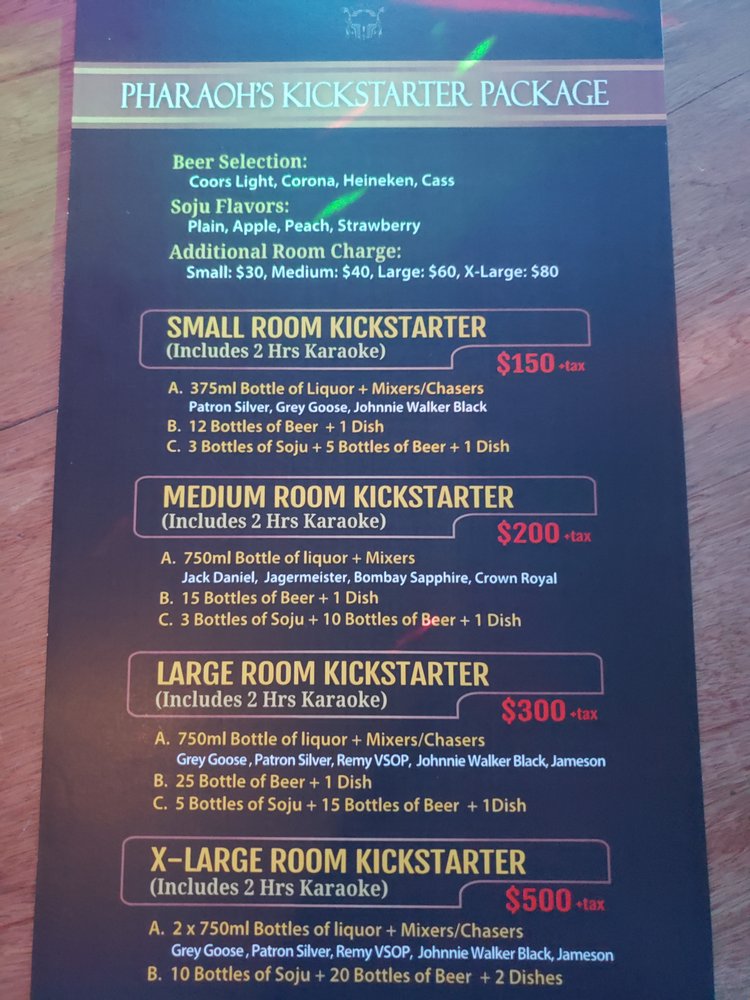 PHARAOH'S KICKSTARTER PACKAGE
Beer Selection:
Coors Light, Corona, Heineken, Cass
Soju Flavors:
Plain, Apple, Peach, Strawberry
Additional Room Charge:
Small: $30, Medium: $40, Large: $60, X-Large: $80
SMALL ROOM KICKSTARTER
(Includes 2 Hrs Karaoke)
$150 +tax
A. 375ml Bottle of Liquor + Mixers/Chasers
Patron Silver, Grey Goose, Johnnie Walker Black
B. 12 Bottles of Beer + 1 Dish
C. 3 Bottles of Soju + 5 Bottles of Beer + 1 Dish
MEDIUM ROOM KICKSTARTER
(Includes 2 Hrs Karaoke)
$200 +tax
A. 750ml Bottle of liquor + Mixers
Jack Daniel, Jagermeister, Bombay Sapphire, Crown Royal
B. 15 Bottles of Beer + 1 Dish
C. 3 Bottles of Soju + 10 Bottles of Beer + 1 Dish
LARGE ROOM KICKSTARTER
(Includes 2 Hrs Karaoke)
$300 +tax
A. 750ml Bottle of liquor + Mixers/Chasers
Grey Goose , Patron Silver, Remy VSOP, Johnnie Walker Black, Jameson
B. 25 Bottle of Beer + 1 Dish
C. 5 Bottles of Soju + 15 Bottles of Beer + 1Dish
X-LARGE ROOM KICKSTARTER
(Includes 2 Hrs Karaoke)
$500 +tax
A. 2 x 750ml Bottles of liquor + Mixers/Chasers
Grey Goose , Patron Silver, Remy VSOP, Johnnie Walker Black, Jameson
B. 10 Bottles of Soju + 20 Bottles of Beer + 2 Dishes